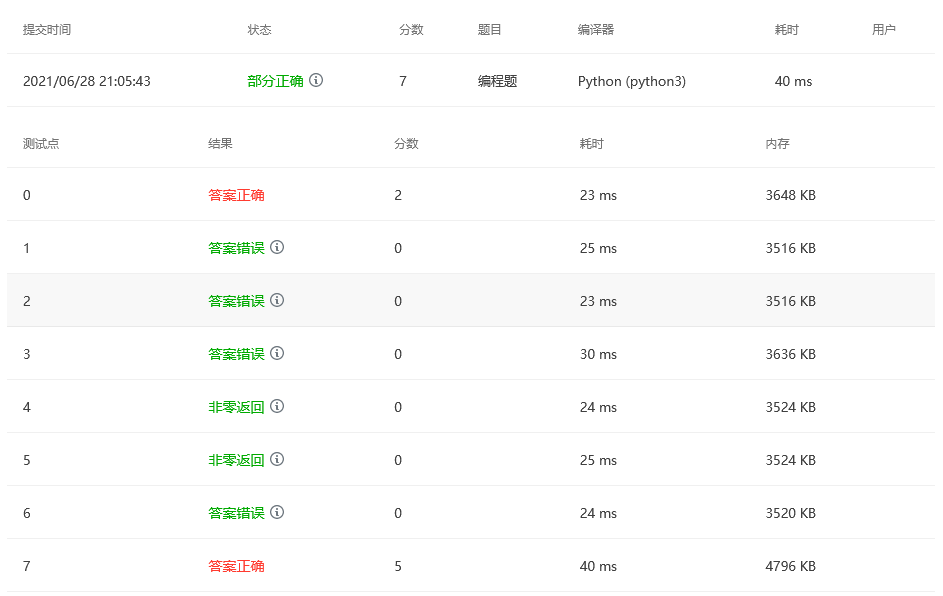 提交时间 状态 分数 题目 编译器 耗时 用户
2021/06/28 21:05:43 部分正确 7 编程题 Python (python3) 40 ms
测试点 结果 分数 耗时 内存
0 答案正确 2 23 ms 3648 KB
1 答案错误 0 25 ms 3516 KB
2 答案错误 0 23 ms 3516 KB
3 答案错误 0 30 ms 3636 KB
4 非零返回 0 24 ms 3524 KB
5 非零返回 0 25 ms 3524 KB
6 答案错误 0 24 ms 3520 KB
7 答案正确 5 40 ms 4796 KB